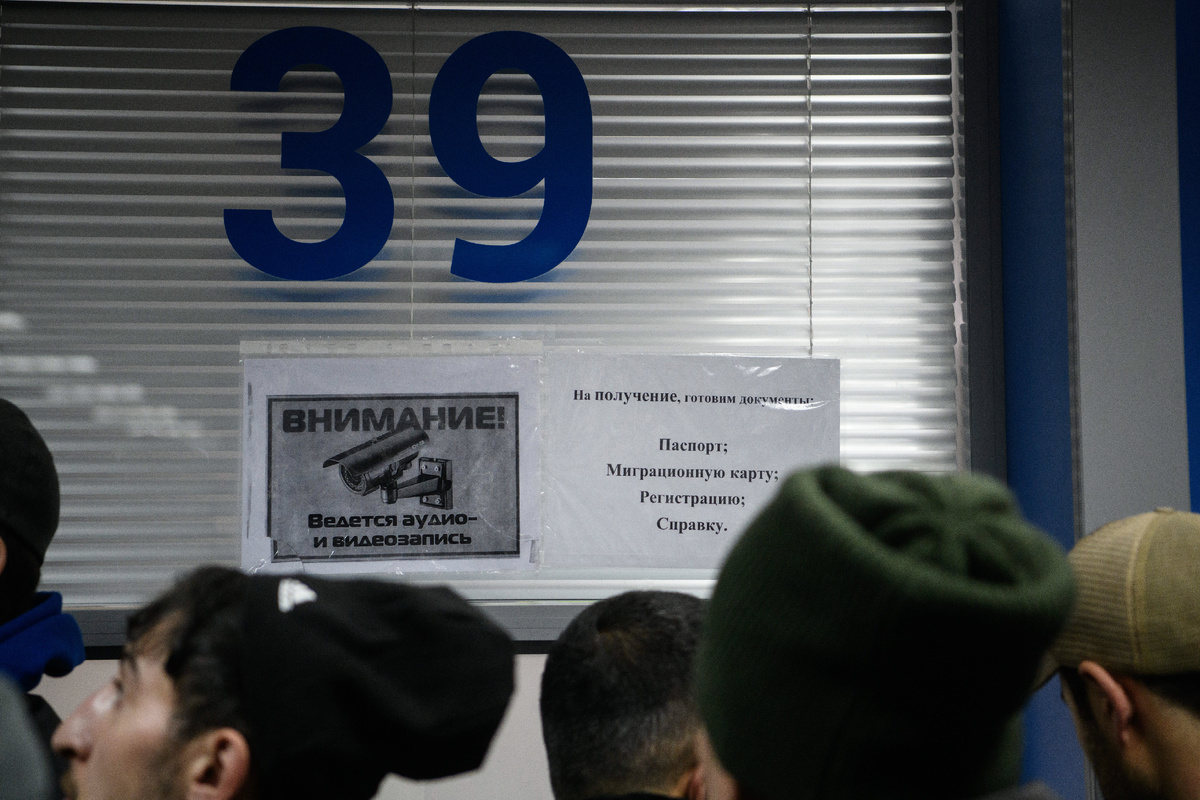 39
ВНИМАНИЕ!
Ведется аудио-
и видеозапись
На получение, готовим документы:
Паспорт;
Миграционную карту;
Регистрацию;
Справку.